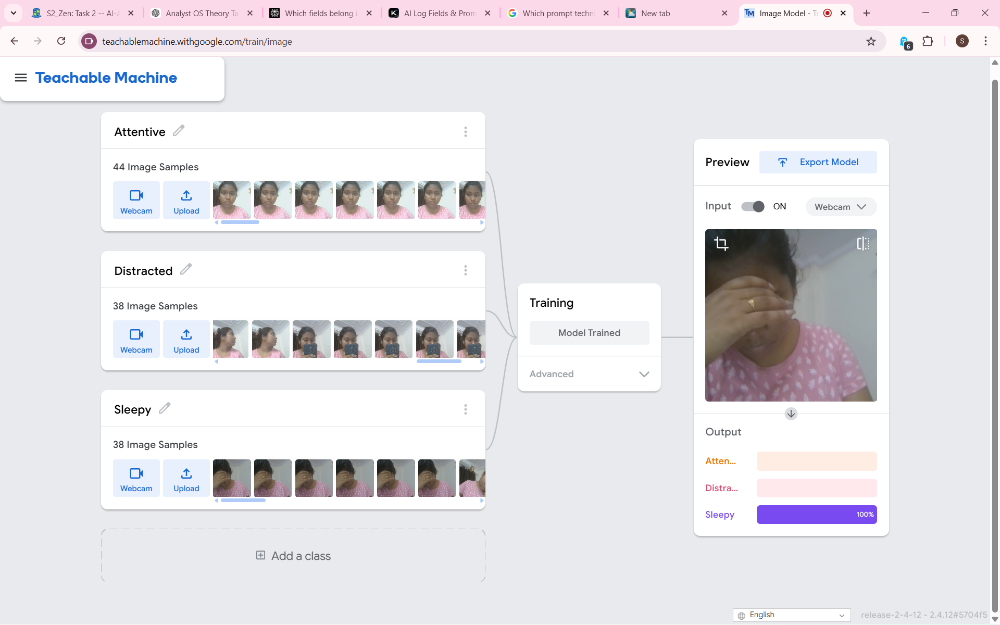 S2_Zen: Task 2 -- AI-A
Analyst OS Theory Ta
Which fields belong i
AI Log Fields & Prom
Which prompt techn
New tab
Image Model - Te
teachablemachine.withgoogle.com/train/image
6
S
Teachable Machine
Attentive
44 Image Samples
Webcam
Upload
Distracted
38 Image Samples
Webcam
Upload
Sleepy
38 Image Samples
Webcam
Upload
Add a class
Training
Model Trained
Advanced
Preview
Export Model
Input
ON
Webcam
Output
Atten...
Distra...
Sleepy
100%
English
release-2-4-12 - 2.4.12#5704f5